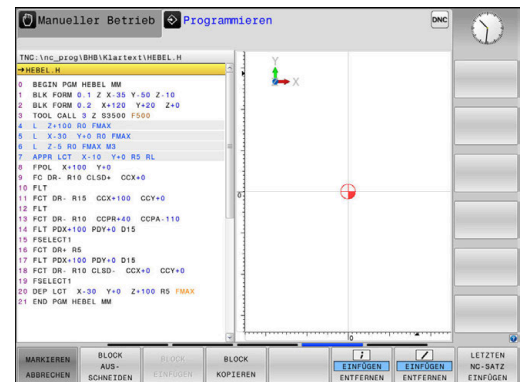 Manueller Betrieb
Programmieren
DNC
TNC:\nc_prog\BHB\Klartext\HEBEL.H
→HEBEL.H
0 BEGIN PGM HEBEL MM
1 BLK FORM 0.1 Z X-35 Y-50 Z-10
2 BLK FORM 0.2 X+120 Y+20 Z+0
3 TOOL CALL 3 Z S3500 F500
4 L Z+100 R0 FMAX
5 L X-30 Y+0 R0 FMAX
6 L Z-5 R0 FMAX M3
7 APPR LCT X-10 Y+0 R5 RL
8 FPOL X+100 Y+0
9 FC DR- R10 CLSD+ CCX+0
10 FLT
11 FCT DR- R15 CCX+100 CCY+0
12 FLT
13 FCT DR- R10 CCPR+40 CCPA-110
14 FLT PDX+100 PDY+0 D15
15 FSELECT1
16 FCT DR+ R5
17 FLT PDX+100 PDY+0 D15
18 FCT DR- R10 CLSD- CCX+0 CCY+0
19 FSELECT1
20 DEP LCT X-30 Y+0 Z+100 R5 FMAX
21 END PGM HEBEL MM
Y
X
0
0
MARKIEREN
ABBRECHEN
BLOCK
AUS-
SCHNEIDEN
BLOCK
EINFÜGEN
BLOCK
KOPIEREN
EINFÜGEN
ENTFERNEN
EINFÜGEN
ENTFERNEN
LETZTEN
NC-SATZ
EINFÜGEN